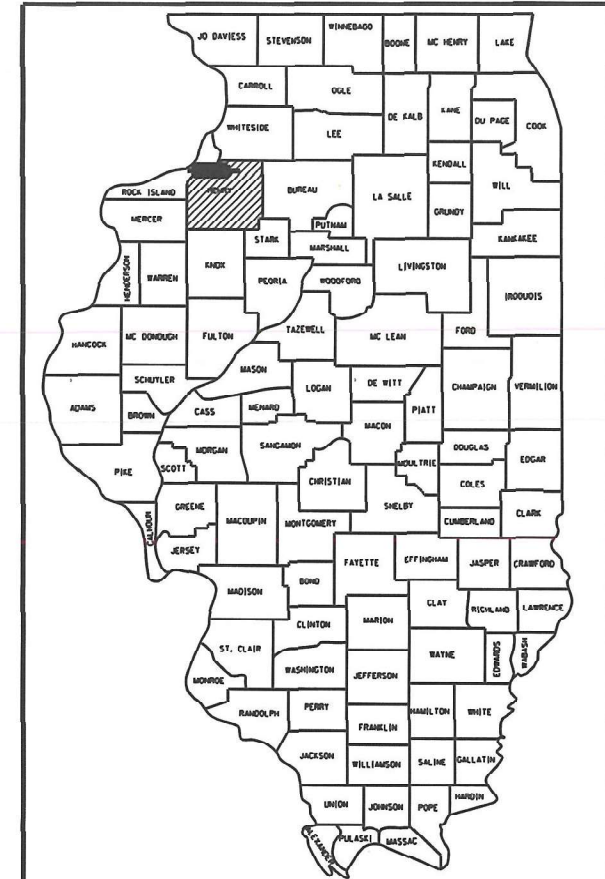 JO DAVIESS
STEVENSON
WINNEBAGO
BOONE
MC HENRY
LAKE
CARROLL
OGLE
DE KALB
KANE
DU PAGE
COOK
WHITESIDE
LEE
KENDALL
WILL
ROCK ISLAND
HENRY
BUREAU
LA SALLE
GRUNDY
MERCER
PUTNAM
KANKAKEE
STARK
MARSHALL
HENDERSON
WARREN
KNOX
PEORIA
WOODFORD
LIVINGSTON
IROQUOIS
HANCOCK
MC DONOUGH
FULTON
TAZEWELL
MC LEAN
FORD
SCHUYLER
MASON
LOGAN
DE WITT
CHAMPAIGN
VERMILION
ADAMS
BROWN
CASS
MENARD
PIATT
MACON
PIKE
SCOTT
MORGAN
SANGAMON
CHRISTIAN
MOULTRIE
DOUGLAS
EDGAR
COLES
CALHOUN
GREENE
MACOUPIN
MONTGOMERY
SHELBY
CUMBERLAND
CLARK
JERSEY
FAYETTE
EFFINGHAM
JASPER
CRAWFORD
MADISON
BOND
CLAY
RICHLAND
LAWRENCE
CLINTON
MARION
ST. CLAIR
WASHINGTON
WAYNE
EDWARDS
WABASH
MONROE
JEFFERSON
RANDOLPH
PERRY
HAMILTON
WHITE
FRANKLIN
JACKSON
WILLIAMSON
SALINE
GALLATIN
UNION
JOHNSON
POPE
HARDIN
ALEXANDER
PULASKI
MASSAC